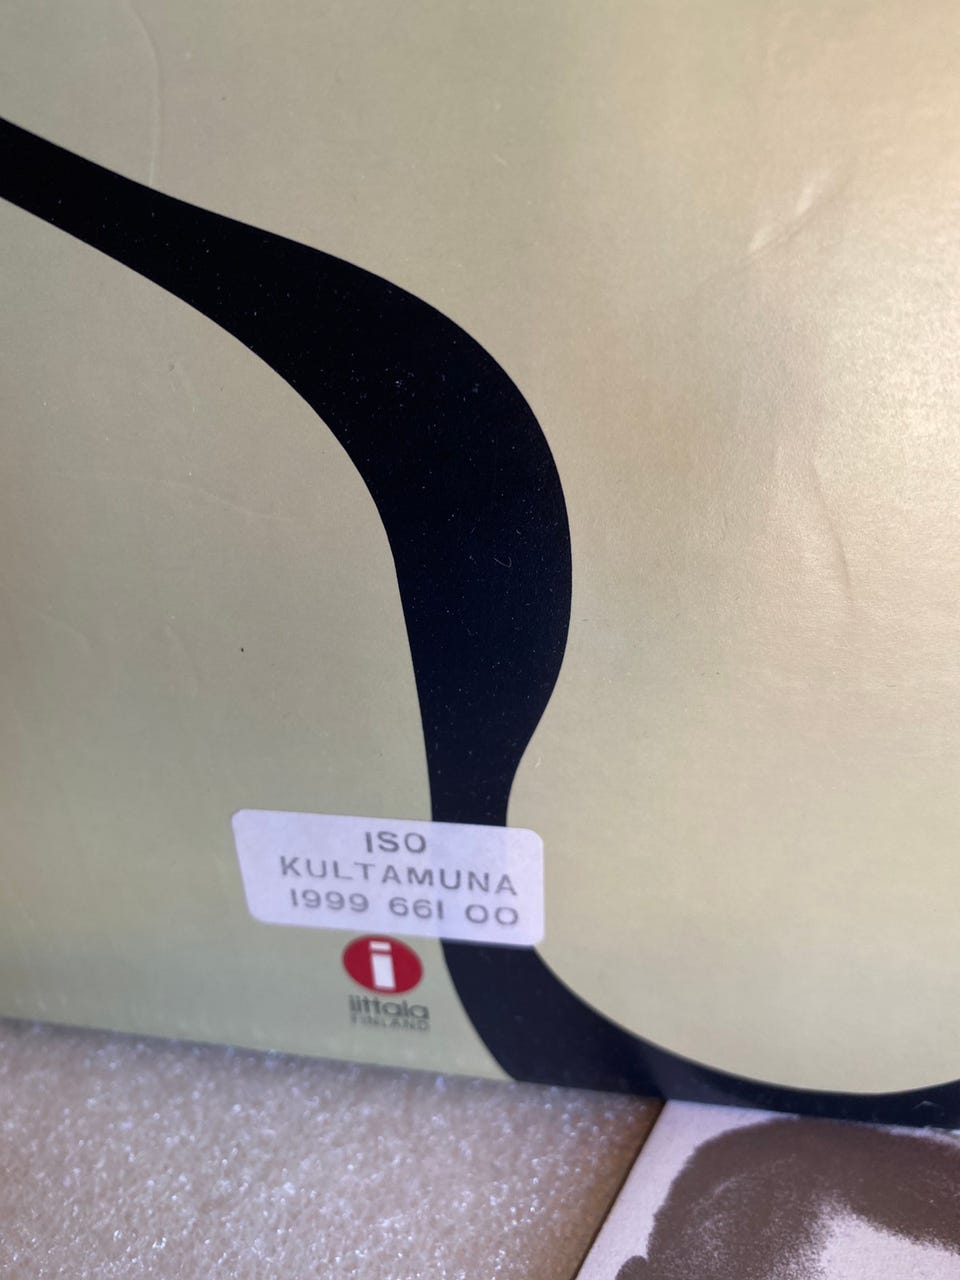 ISO
KULTAMUNA
1999 661 00
i
iittala
FINLAND